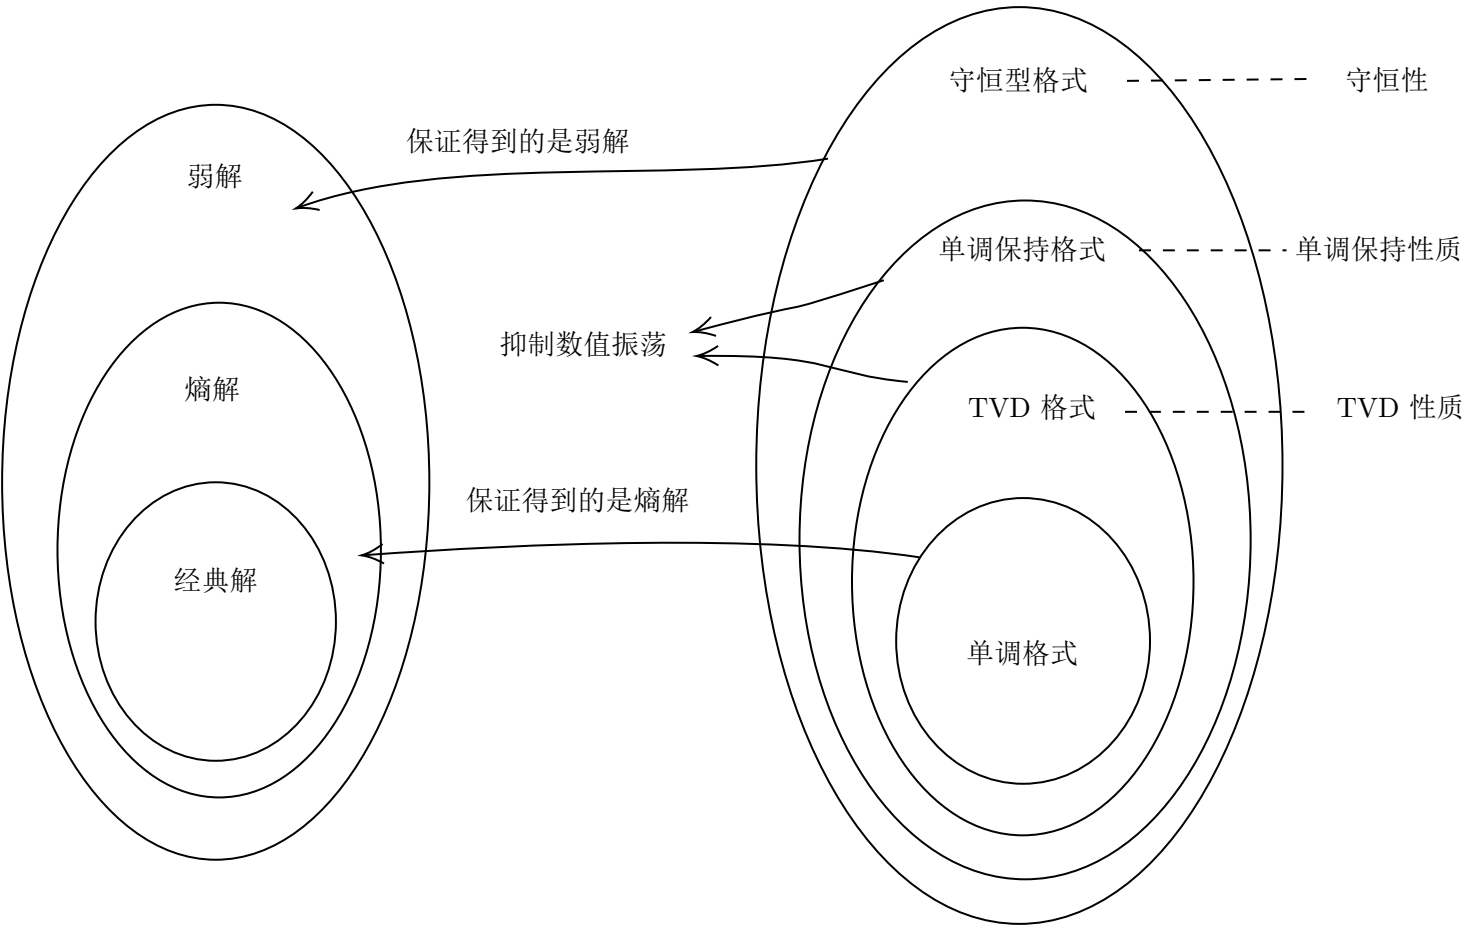 守恒型格式
守恒性
保证得到的是弱解
弱解
单调保持格式
单调保持性质
抑制数值振荡
熵解
TVD 格式
TVD 性质
保证得到的是熵解
经典解
单调格式